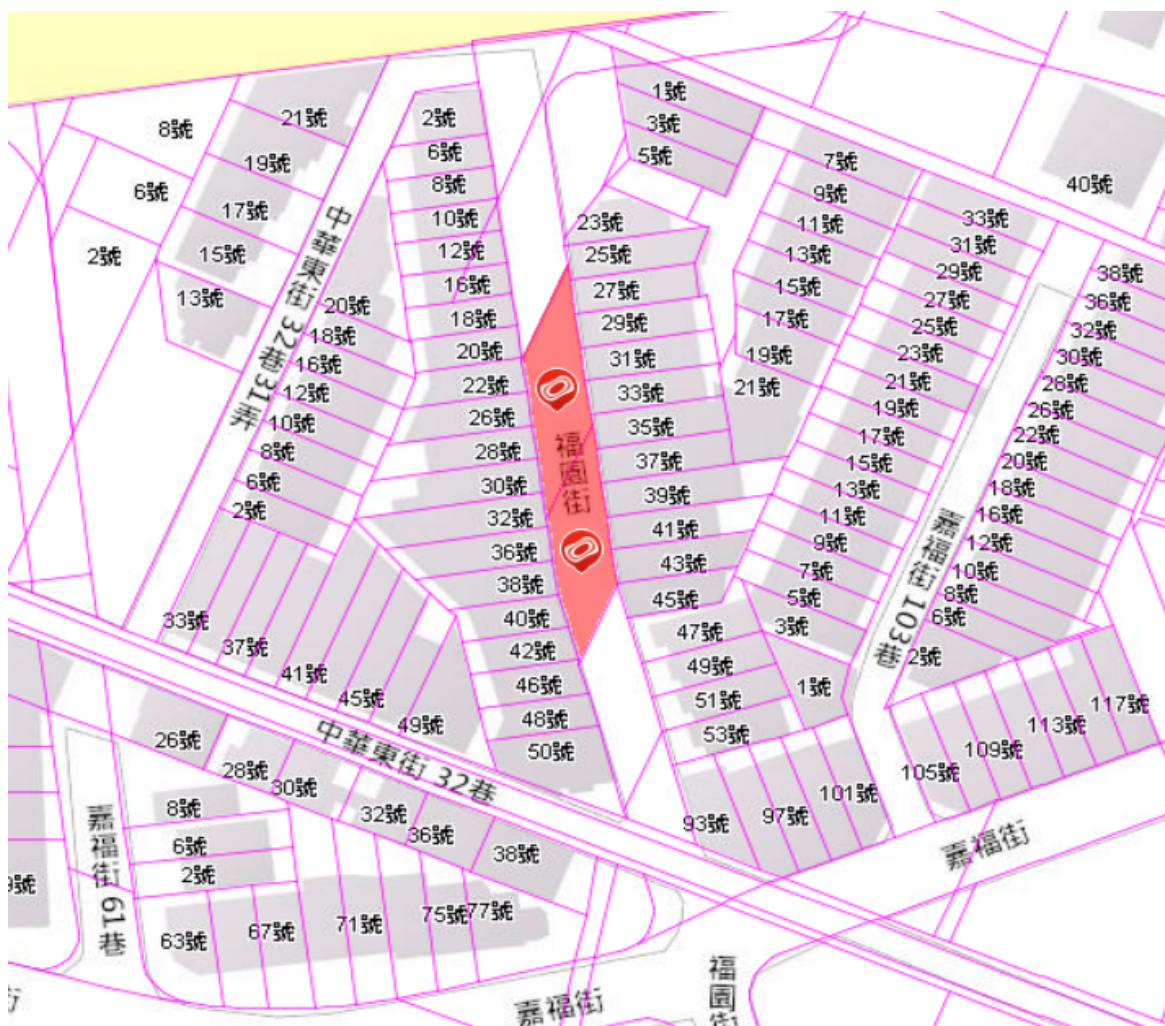 8號
6號
2號
21號
19號
17號
15號
13號
中華東街 32巷31弄
20號
18號
16號
12號
10號
8號
6號
2號
33號
37號
41號
45號
49號
2號
6號
8號
10號
12號
16號
18號
20號
22號
26號
28號
30號
32號
36號
38號
40號
42號
46號
48號
50號
福園街
1號
3號
5號
23號
25號
27號
29號
31號
33號
35號
37號
39號
41號
43號
45號
47號
49號
51號
53號
7號
9號
11號
13號
15號
17號
19號
21號
40號
33號
31號
29號
27號
25號
23號
21號
19號
17號
15號
13號
11號
9號
7號
5號
3號
1號
嘉福街 103巷
38號
36號
32號
30號
28號
26號
22號
20號
18號
16號
12號
10號
8號
6號
2號
93號
97號
101號
105號
109號
113號
117號
嘉福街
中華東街 32巷
26號
28號
30號
32號
36號
38號
嘉福街 61巷
8號
6號
2號
63號
67號
71號
75號
77號
嘉福街
福園街